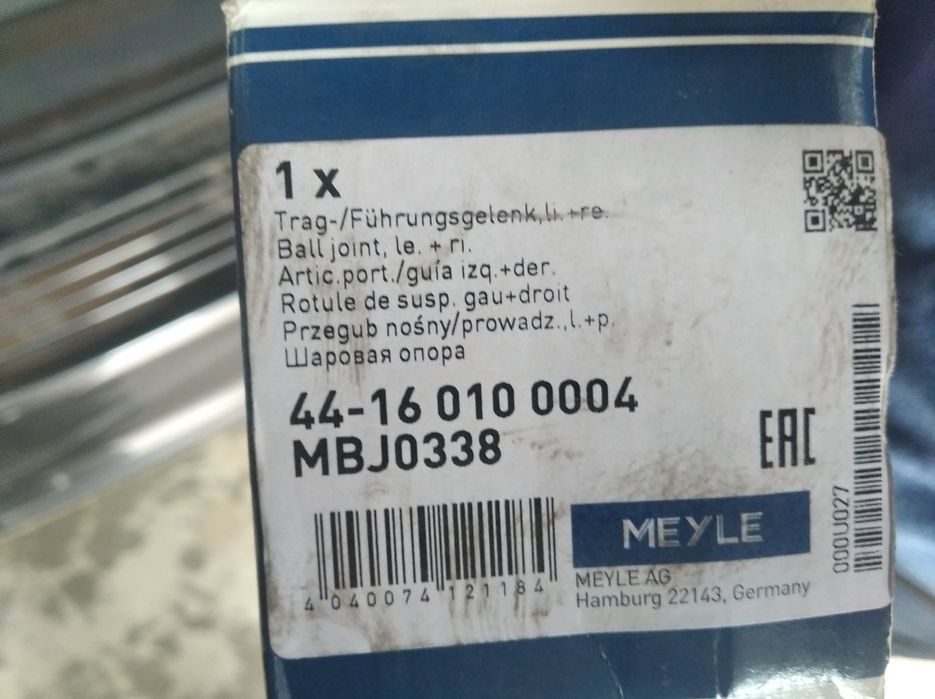 1 x
Trag-/Führungsgelenk,li.+re.
Ball joint, le. + ri.
Artic.port./guía izq.+der.
Rotule de susp. gau+droit
Przegub nośny/prowadz.,l.+p.
Шаровая опора
44-16 010 0004
MBJ0338
EAC
4 040074 121184
MEYLE
MEYLE AG
Hamburg 22143, Germany
000U027